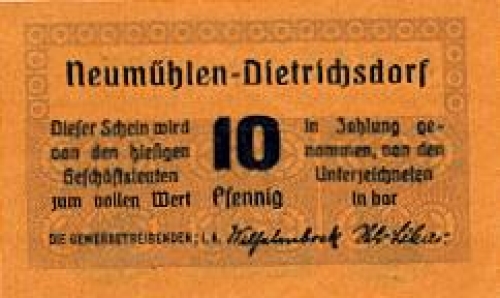 Neumühlen-Dietrichsdorf
Dieser Schein wird
von den hiesigen
Geschäftsleuten
zum vollen Wert
10
Pfennig
in Zahlung ge-
nommen, von den
Unterzeichneten
in bar
DIE GEWERBETREIBENDEN; I. A.